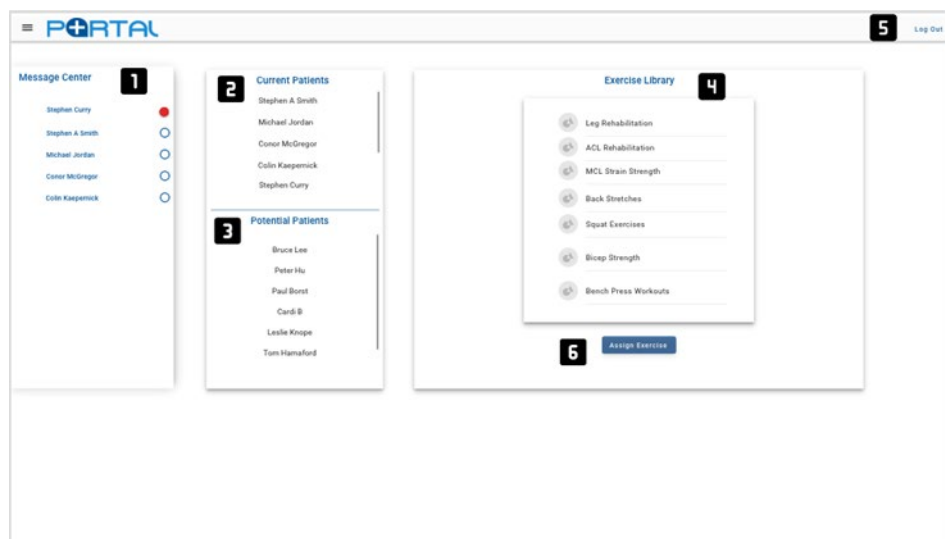 PORTAL
5
Log Out
Message Center
1
Stephen Curry
Stephen A Smith
Michael Jordan
Conor McGregor
Colin Kaepernick
2
Current Patients
Stephen A Smith
Michael Jordan
Conor McGregor
Colin Kaepernick
Stephen Curry
3
Potential Patients
Bruce Lee
Peter Hu
Paul Borst
Cardi B
Leslie Knope
Tom Hamaford
Exercise Library
4
Leg Rehabilitation
ACL Rehabilitation
MCL Strain Strength
Back Stretches
Squat Exercises
Bicep Strength
Bench Press Workouts
6
Assign Exercise